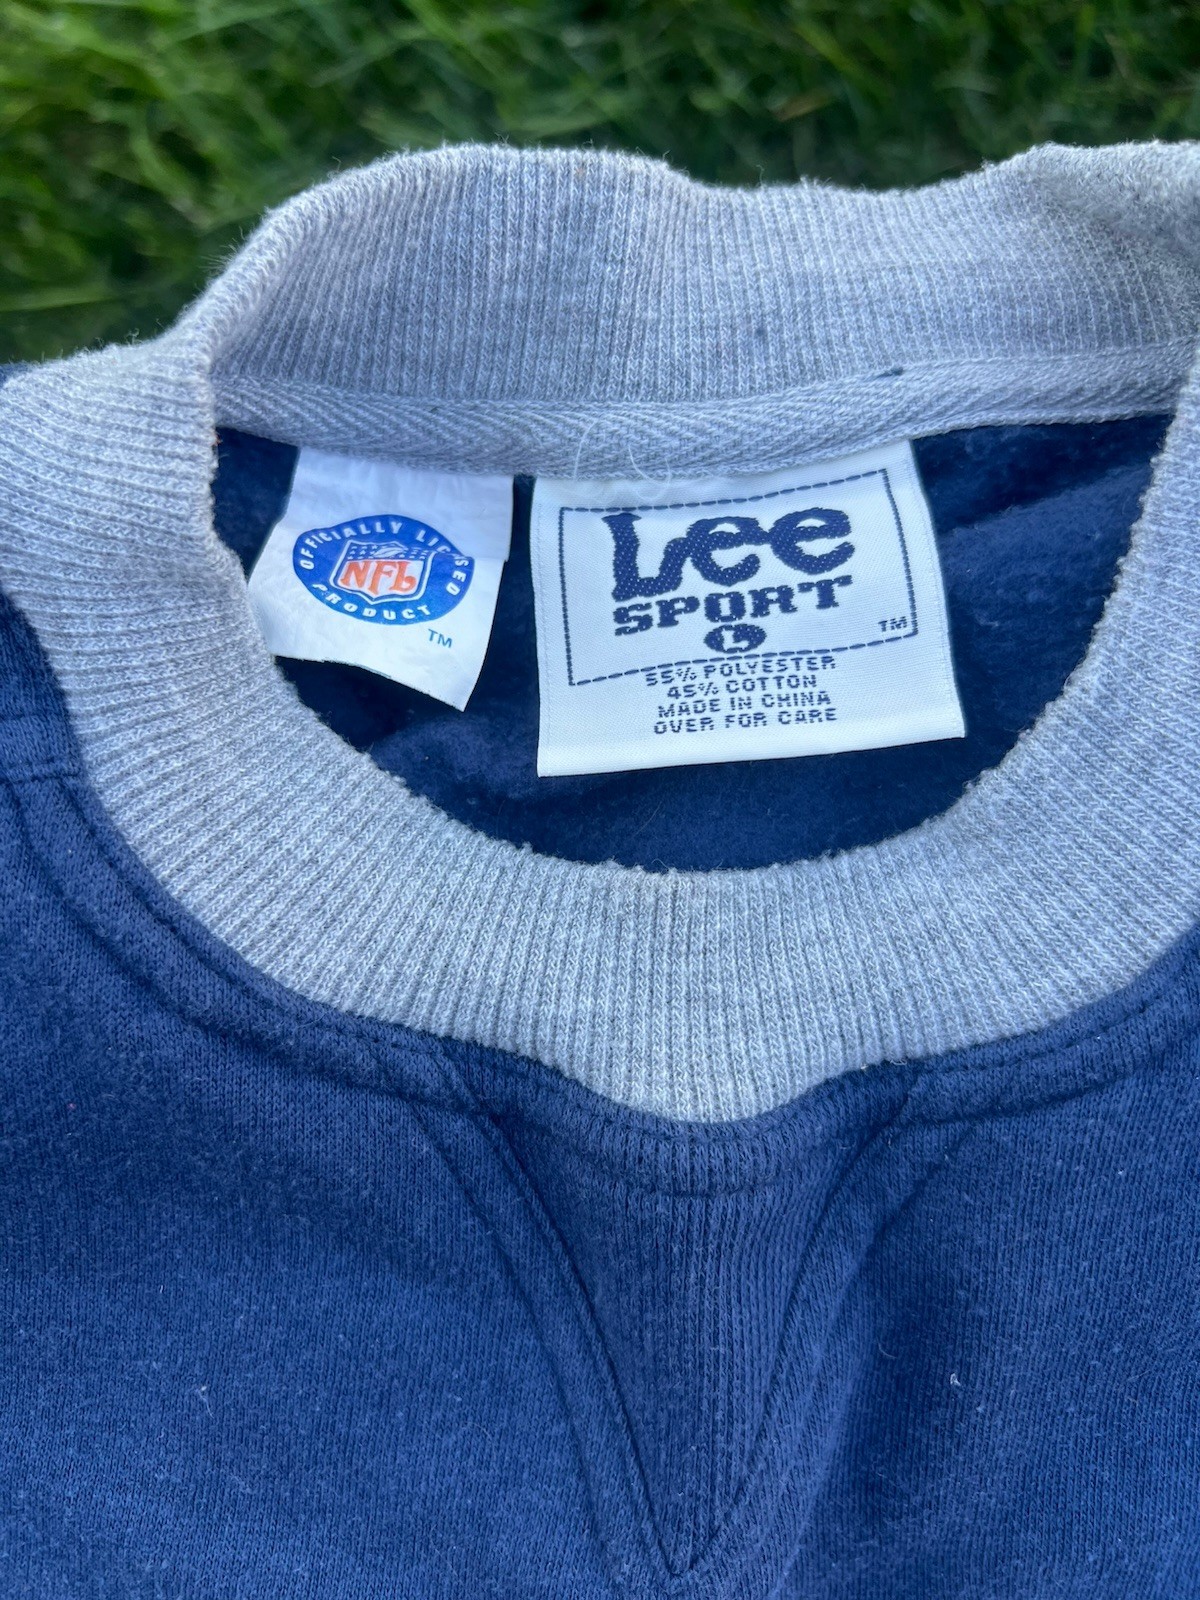 OFFICIALLY LICENSED
NFL
PRODUCT
TM
Lee
SPORT
L
TM
55% POLYESTER
45% COTTON
MADE IN CHINA
OVER FOR CARE